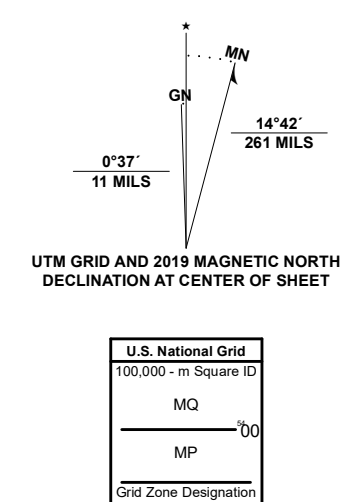 MN
GN
14°42´
261 MILS
0°37´
11 MILS
UTM GRID AND 2019 MAGNETIC NORTH
DECLINATION AT CENTER OF SHEET
U.S. National Grid
100,000 - m Square ID
MQ
5400
MP
Grid Zone Designation